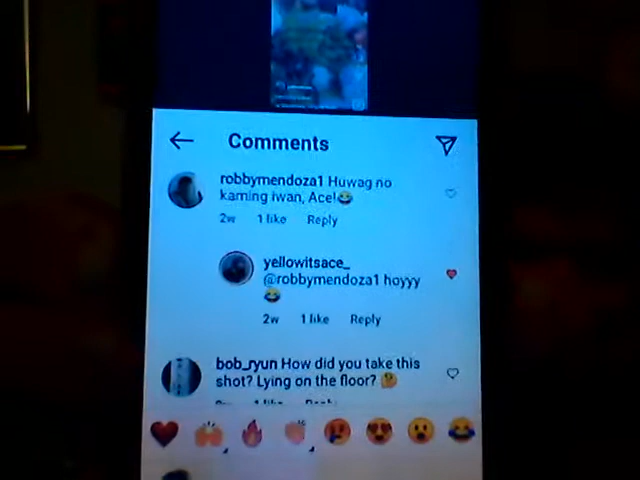 Comments
robbymendoza1 Huwag no
kaming iwan, Ace!😂
2w 1 like Reply
yellowitsace_
@robbymendoza1 hoyyy
😂
2w 1 like Reply
bob_ryun How did you take this
shot? Lying on the floor? 🤔